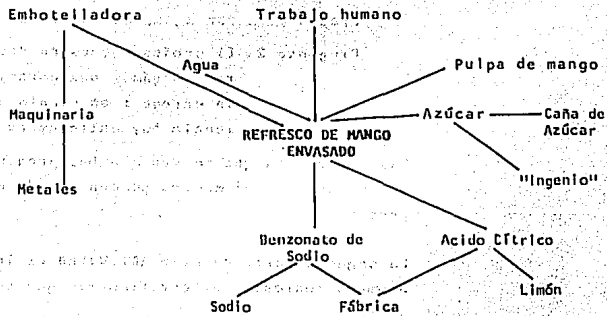 Embotelladora
Trabajo humano
Agua
Pulpa de mango
Maquinaria
Azúcar
Caña de
Azúcar
REFRESCO DE MANGO
ENVASADO
Metales
"Ingenio"
Benzonato de
Sodio
Acido Cítrico
Sodio
Fábrica
Limón